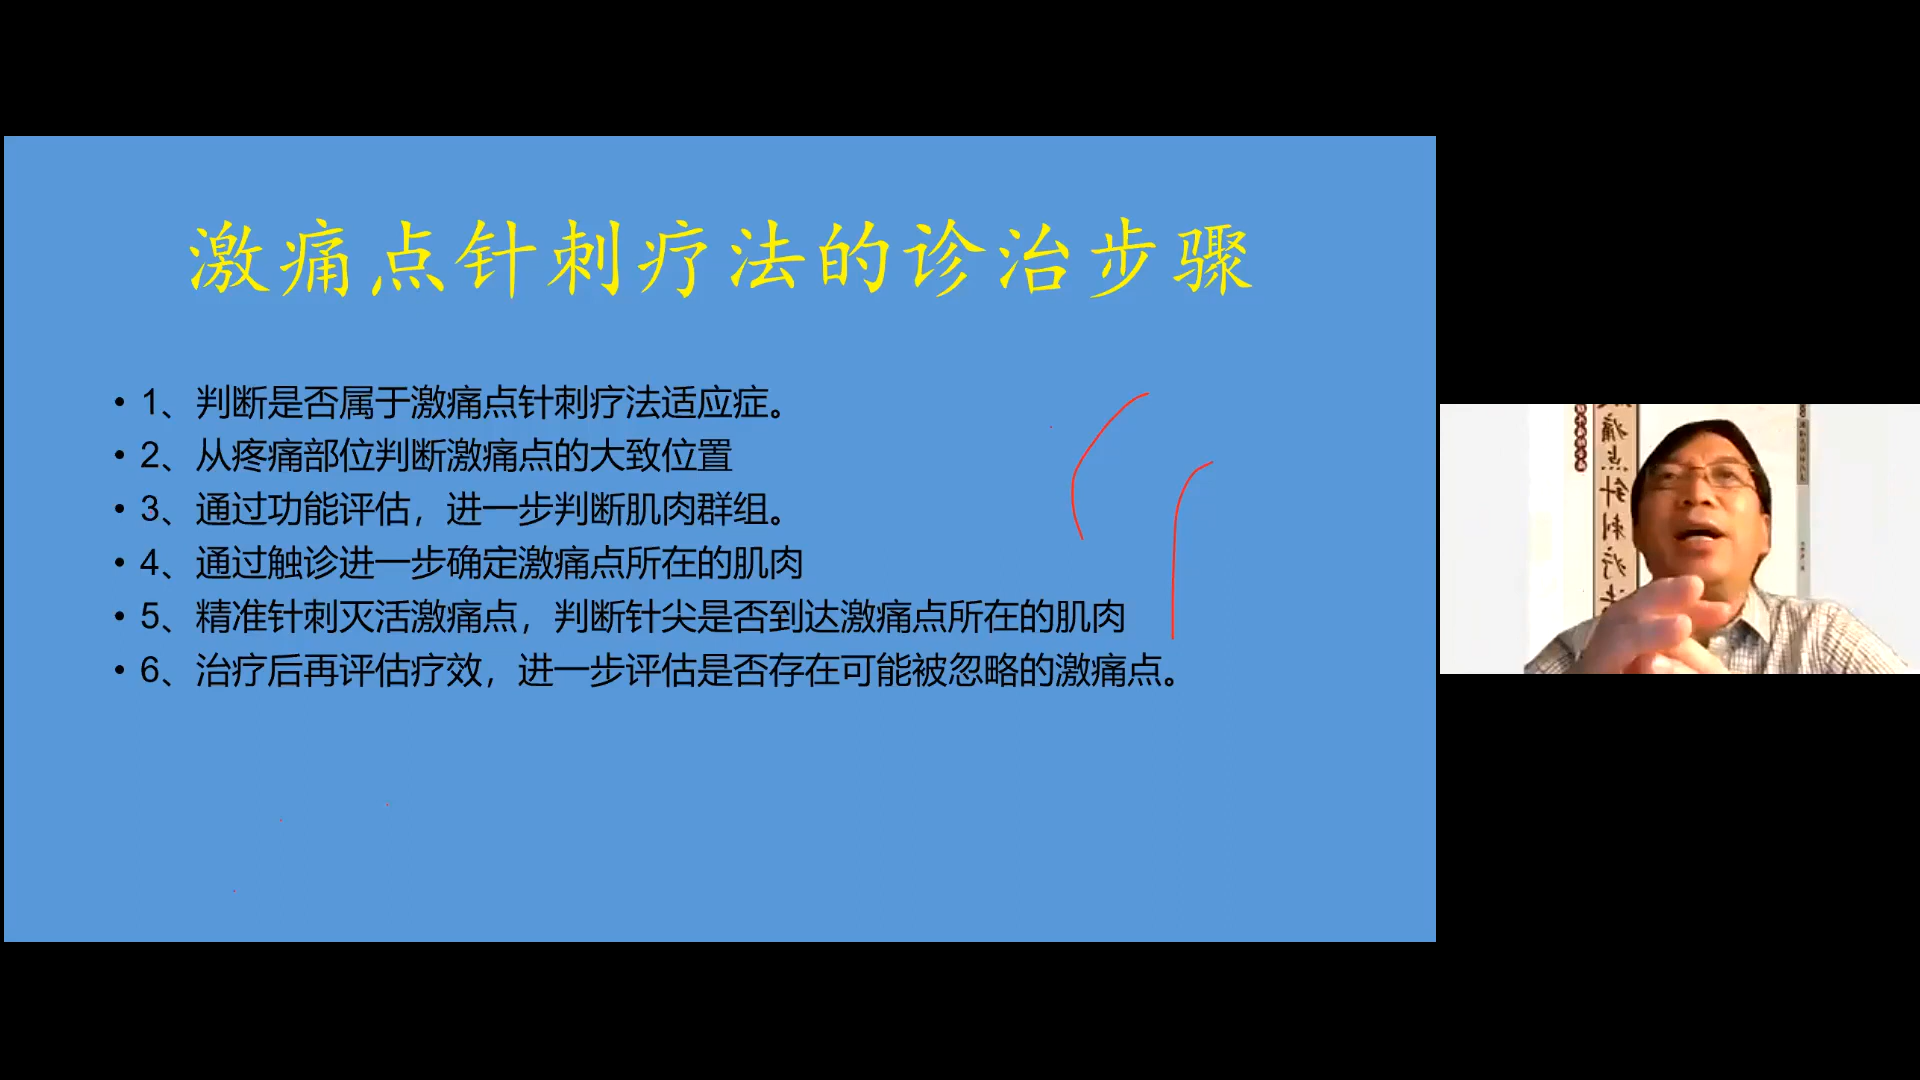 激痛点针刺疗法的诊治步骤
• 1、判断是否属于激痛点针刺疗法适应症。
• 2、从疼痛部位判断激痛点的大致位置
• 3、通过功能评估，进一步判断肌肉群组。
• 4、通过触诊进一步确定激痛点所在的肌肉
• 5、精准针刺灭活激痛点，判断针尖是否到达激痛点所在的肌肉
• 6、治疗后再评估疗效，进一步评估是否存在可能被忽略的激痛点。
痛点针刺疗法